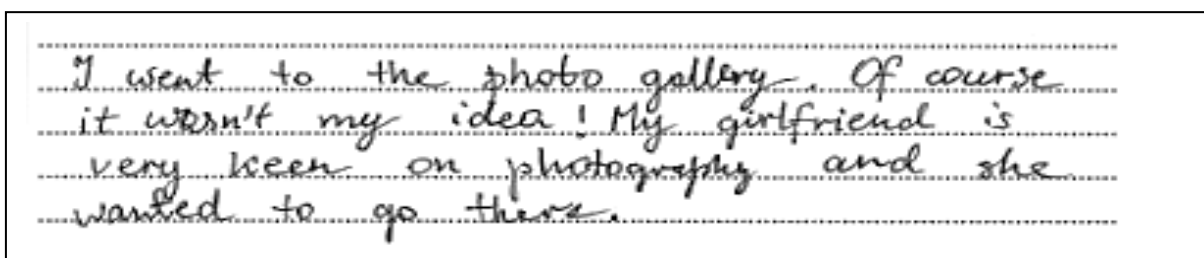 I went to the photo gallery. Of course
it wasn't my idea! My girlfriend is
very keen on photography and she
wanted to go there.